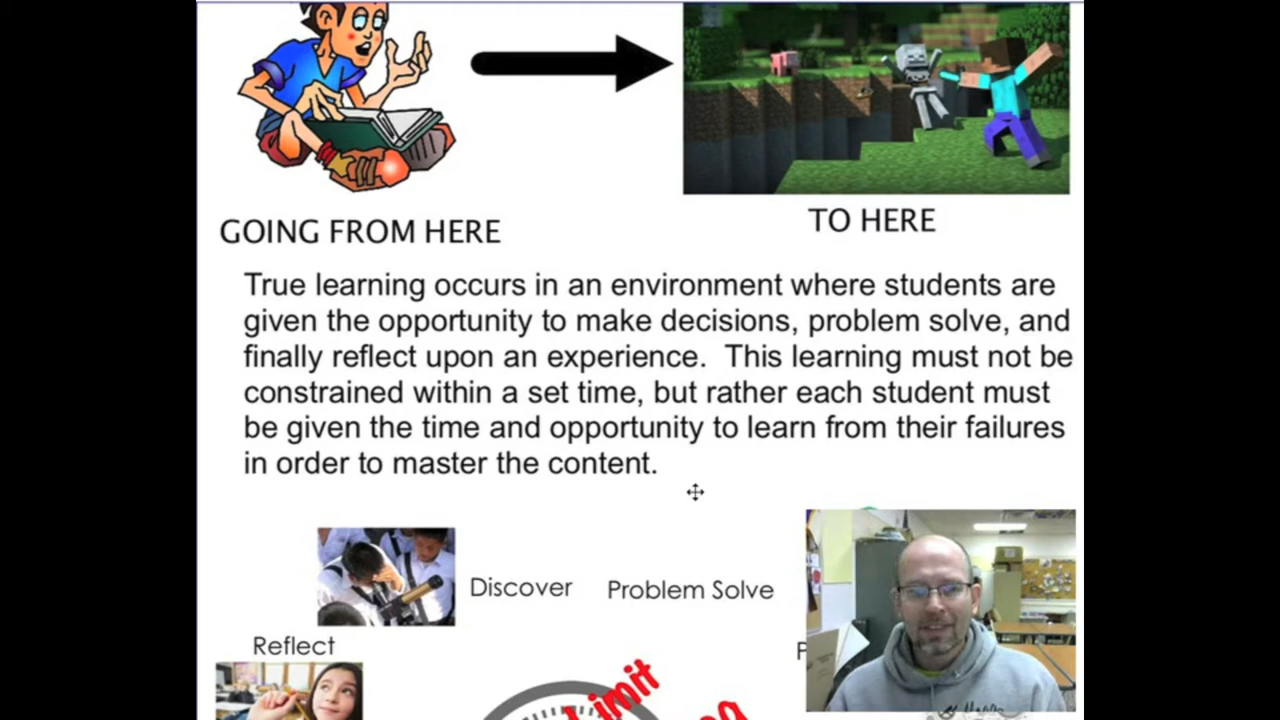 GOING FROM HERE
TO HERE
True learning occurs in an environment where students are
given the opportunity to make decisions, problem solve, and
finally reflect upon an experience.  This learning must not be
constrained within a set time, but rather each student must
be given the time and opportunity to learn from their failures
in order to master the content.
Discover
Problem Solve
Reflect
Limit